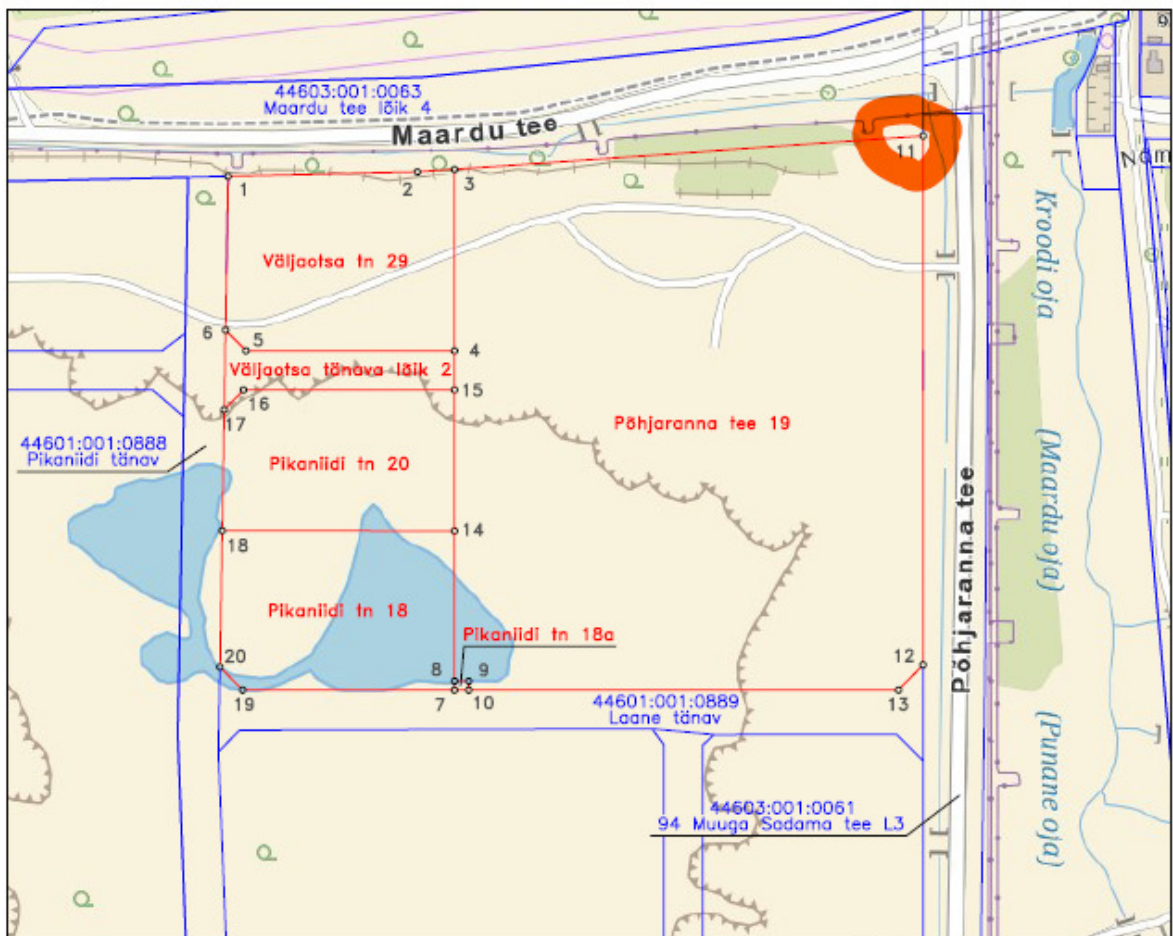 9
44603:001:0063
Maardu tee lõik 4
Maardu tee
11
1
2
3
Väljaotsa tn 29
6
5
4
Väljaotsa tänava lõik 2
15
16
17
Põhjaranna tee 19
44601:001:0888
Pikaniidi tänav
Pikaniidi tn 20
18
14
Pikaniidi tn 18
Pikaniidi tn 18a
20
8
9
12
19
7
10
13
44601:001:0889
Laane tänav
44603:001:0061
94 Muuga Sadama tee L3
Põhjaranna tee
Kroodi oja
(Maardu oja)
(Punane oja)